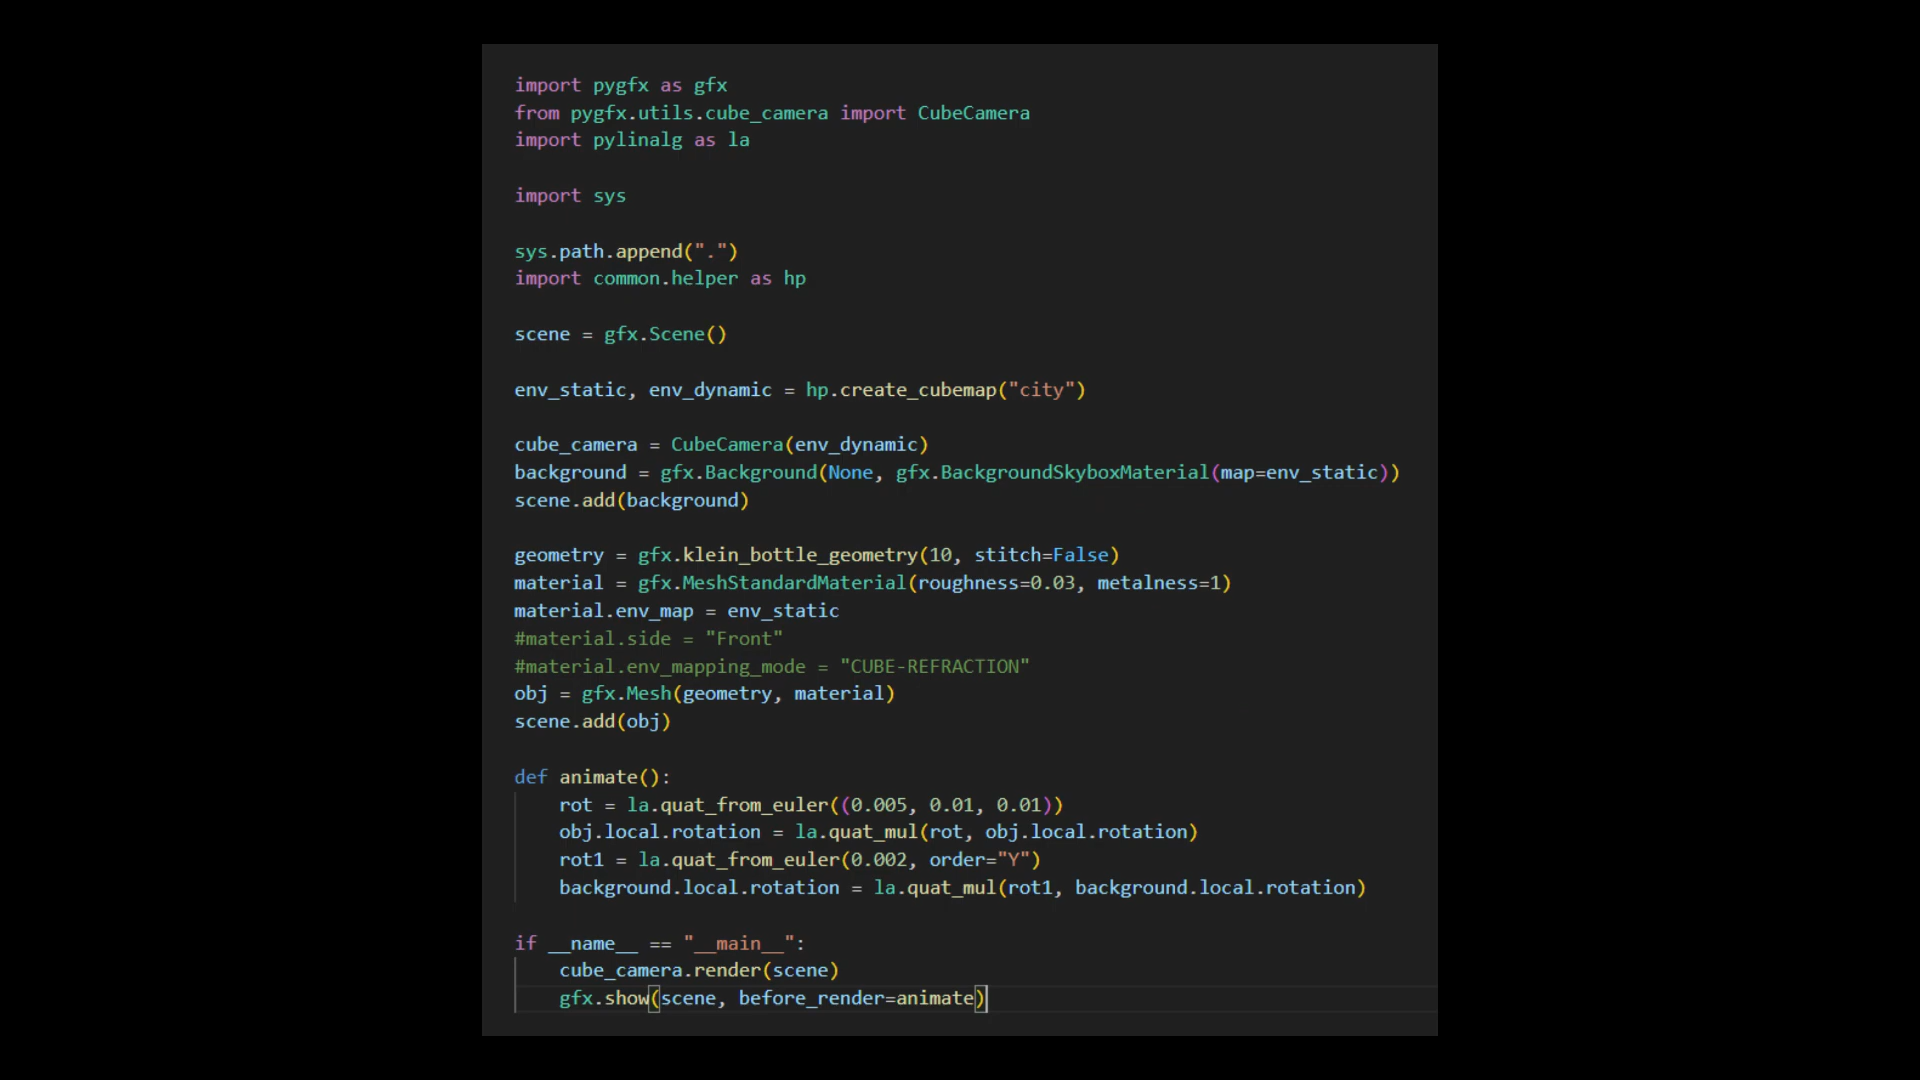 import pygfx as gfx
from pygfx.utils.cube_camera import CubeCamera
import pylinalg as la
import sys
sys.path.append(".")
import common.helper as hp
scene = gfx.Scene()
env_static, env_dynamic = hp.create_cubemap("city")
cube_camera = CubeCamera(env_dynamic)
background = gfx.Background(None, gfx.BackgroundSkyboxMaterial(map=env_static))
scene.add(background)
geometry = gfx.klein_bottle_geometry(10, stitch=False)
material = gfx.MeshStandardMaterial(roughness=0.03, metalness=1)
material.env_map = env_static
#material.side = "Front"
#material.env_mapping_mode = "CUBE-REFRACTION"
obj = gfx.Mesh(geometry, material)
scene.add(obj)
def animate():
    rot = la.quat_from_euler((0.005, 0.01, 0.01))
    obj.local.rotation = la.quat_mul(rot, obj.local.rotation)
    rot1 = la.quat_from_euler(0.002, order="Y")
    background.local.rotation = la.quat_mul(rot1, background.local.rotation)
if __name__ == "__main__":
    cube_camera.render(scene)
    gfx.show(scene, before_render=animate)